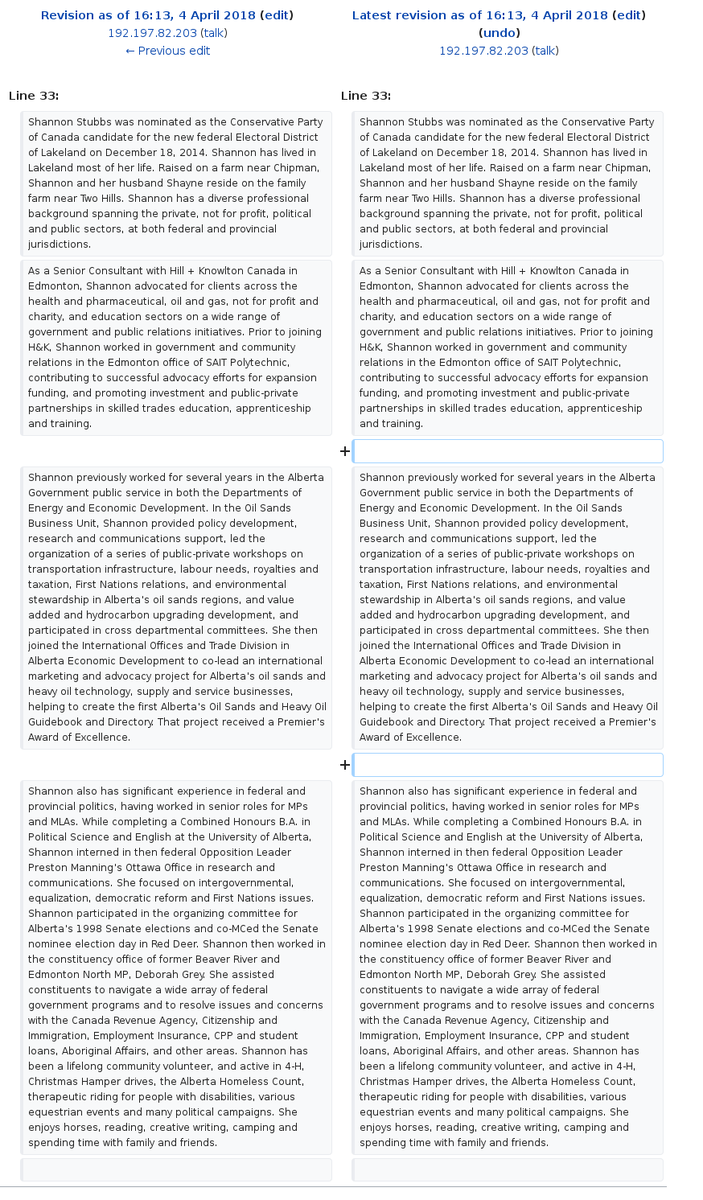 Revision as of 16:13, 4 April 2018 (edit)
192.197.82.203 (talk)
← Previous edit
Latest revision as of 16:13, 4 April 2018 (edit)
(undo)
192.197.82.203 (talk)
Line 33:
Line 33:
Shannon Stubbs was nominated as the Conservative Party
of Canada candidate for the new federal Electoral District
of Lakeland on December 18, 2014. Shannon has lived in
Lakeland most of her life. Raised on a farm near Chipman,
Shannon and her husband Shayne reside on the family
farm near Two Hills. Shannon has a diverse professional
background spanning the private, not for profit, political
and public sectors, at both federal and provincial
jurisdictions.
Shannon Stubbs was nominated as the Conservative Party
of Canada candidate for the new federal Electoral District
of Lakeland on December 18, 2014. Shannon has lived in
Lakeland most of her life. Raised on a farm near Chipman,
Shannon and her husband Shayne reside on the family
farm near Two Hills. Shannon has a diverse professional
background spanning the private, not for profit, political
and public sectors, at both federal and provincial
jurisdictions.
As a Senior Consultant with Hill + Knowlton Canada in
Edmonton, Shannon advocated for clients across the
health and pharmaceutical, oil and gas, not for profit and
charity, and education sectors on a wide range of
government and public relations initiatives. Prior to joining
H&K, Shannon worked in government and community
relations in the Edmonton office of SAIT Polytechnic,
contributing to successful advocacy efforts for expansion
funding, and promoting investment and public-private
partnerships in skilled trades education, apprenticeship
and training.
As a Senior Consultant with Hill + Knowlton Canada in
Edmonton, Shannon advocated for clients across the
health and pharmaceutical, oil and gas, not for profit and
charity, and education sectors on a wide range of
government and public relations initiatives. Prior to joining
H&K, Shannon worked in government and community
relations in the Edmonton office of SAIT Polytechnic,
contributing to successful advocacy efforts for expansion
funding, and promoting investment and public-private
partnerships in skilled trades education, apprenticeship
and training.
+
Shannon previously worked for several years in the Alberta
Government public service in both the Departments of
Energy and Economic Development. In the Oil Sands
Business Unit, Shannon provided policy development,
research and communications support, led the
organization of a series of public-private workshops on
transportation infrastructure, labour needs, royalties and
taxation, First Nations relations, and environmental
stewardship in Alberta's oil sands regions, and value
added and hydrocarbon upgrading development, and
participated in cross departmental committees. She then
joined the International Offices and Trade Division in
Alberta Economic Development to co-lead an international
marketing and advocacy project for Alberta's oil sands and
heavy oil technology, supply and service businesses,
helping to create the first Alberta's Oil Sands and Heavy Oil
Guidebook and Directory. That project received a Premier's
Award of Excellence.
Shannon previously worked for several years in the Alberta
Government public service in both the Departments of
Energy and Economic Development. In the Oil Sands
Business Unit, Shannon provided policy development,
research and communications support, led the
organization of a series of public-private workshops on
transportation infrastructure, labour needs, royalties and
taxation, First Nations relations, and environmental
stewardship in Alberta's oil sands regions, and value
added and hydrocarbon upgrading development, and
participated in cross departmental committees. She then
joined the International Offices and Trade Division in
Alberta Economic Development to co-lead an international
marketing and advocacy project for Alberta's oil sands and
heavy oil technology, supply and service businesses,
helping to create the first Alberta's Oil Sands and Heavy Oil
Guidebook and Directory. That project received a Premier's
Award of Excellence.
+
Shannon also has significant experience in federal and
provincial politics, having worked in senior roles for MPs
and MLAs. While completing a Combined Honours B.A. in
Political Science and English at the University of Alberta,
Shannon interned in then federal Opposition Leader
Preston Manning's Ottawa Office in research and
communications. She focused on intergovernmental,
equalization, democratic reform and First Nations issues.
Shannon participated in the organizing committee for
Alberta's 1998 Senate elections and co-MCed the Senate
nominee election day in Red Deer. Shannon then worked in
the constituency office of former Beaver River and
Edmonton North MP, Deborah Grey. She assisted
constituents to navigate a wide array of federal
government programs and to resolve issues and concerns
with the Canada Revenue Agency, Citizenship and
Immigration, Employment Insurance, CPP and student
loans, Aboriginal Affairs, and other areas. Shannon has
been a lifelong community volunteer, and active in 4-H,
Christmas Hamper drives, the Alberta Homeless Count,
therapeutic riding for people with disabilities, various
equestrian events and many political campaigns. She
enjoys horses, reading, creative writing, camping and
spending time with family and friends.
Shannon also has significant experience in federal and
provincial politics, having worked in senior roles for MPs
and MLAs. While completing a Combined Honours B.A. in
Political Science and English at the University of Alberta,
Shannon interned in then federal Opposition Leader
Preston Manning's Ottawa Office in research and
communications. She focused on intergovernmental,
equalization, democratic reform and First Nations issues.
Shannon participated in the organizing committee for
Alberta's 1998 Senate elections and co-MCed the Senate
nominee election day in Red Deer. Shannon then worked in
the constituency office of former Beaver River and
Edmonton North MP, Deborah Grey. She assisted
constituents to navigate a wide array of federal
government programs and to resolve issues and concerns
with the Canada Revenue Agency, Citizenship and
Immigration, Employment Insurance, CPP and student
loans, Aboriginal Affairs, and other areas. Shannon has
been a lifelong community volunteer, and active in 4-H,
Christmas Hamper drives, the Alberta Homeless Count,
therapeutic riding for people with disabilities, various
equestrian events and many political campaigns. She
enjoys horses, reading, creative writing, camping and
spending time with family and friends.